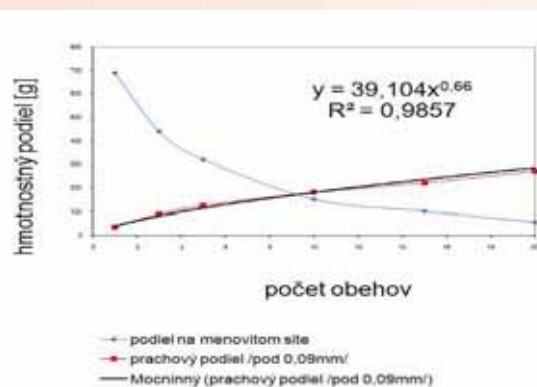 hmotnostný podiel [g]
y = 39,104x^0,66
R² = 0,9857
počet obehov
podiel na menovitom site
prachový podiel /pod 0,09mm/
Mocninný (prachový podiel /pod 0,09mm/)